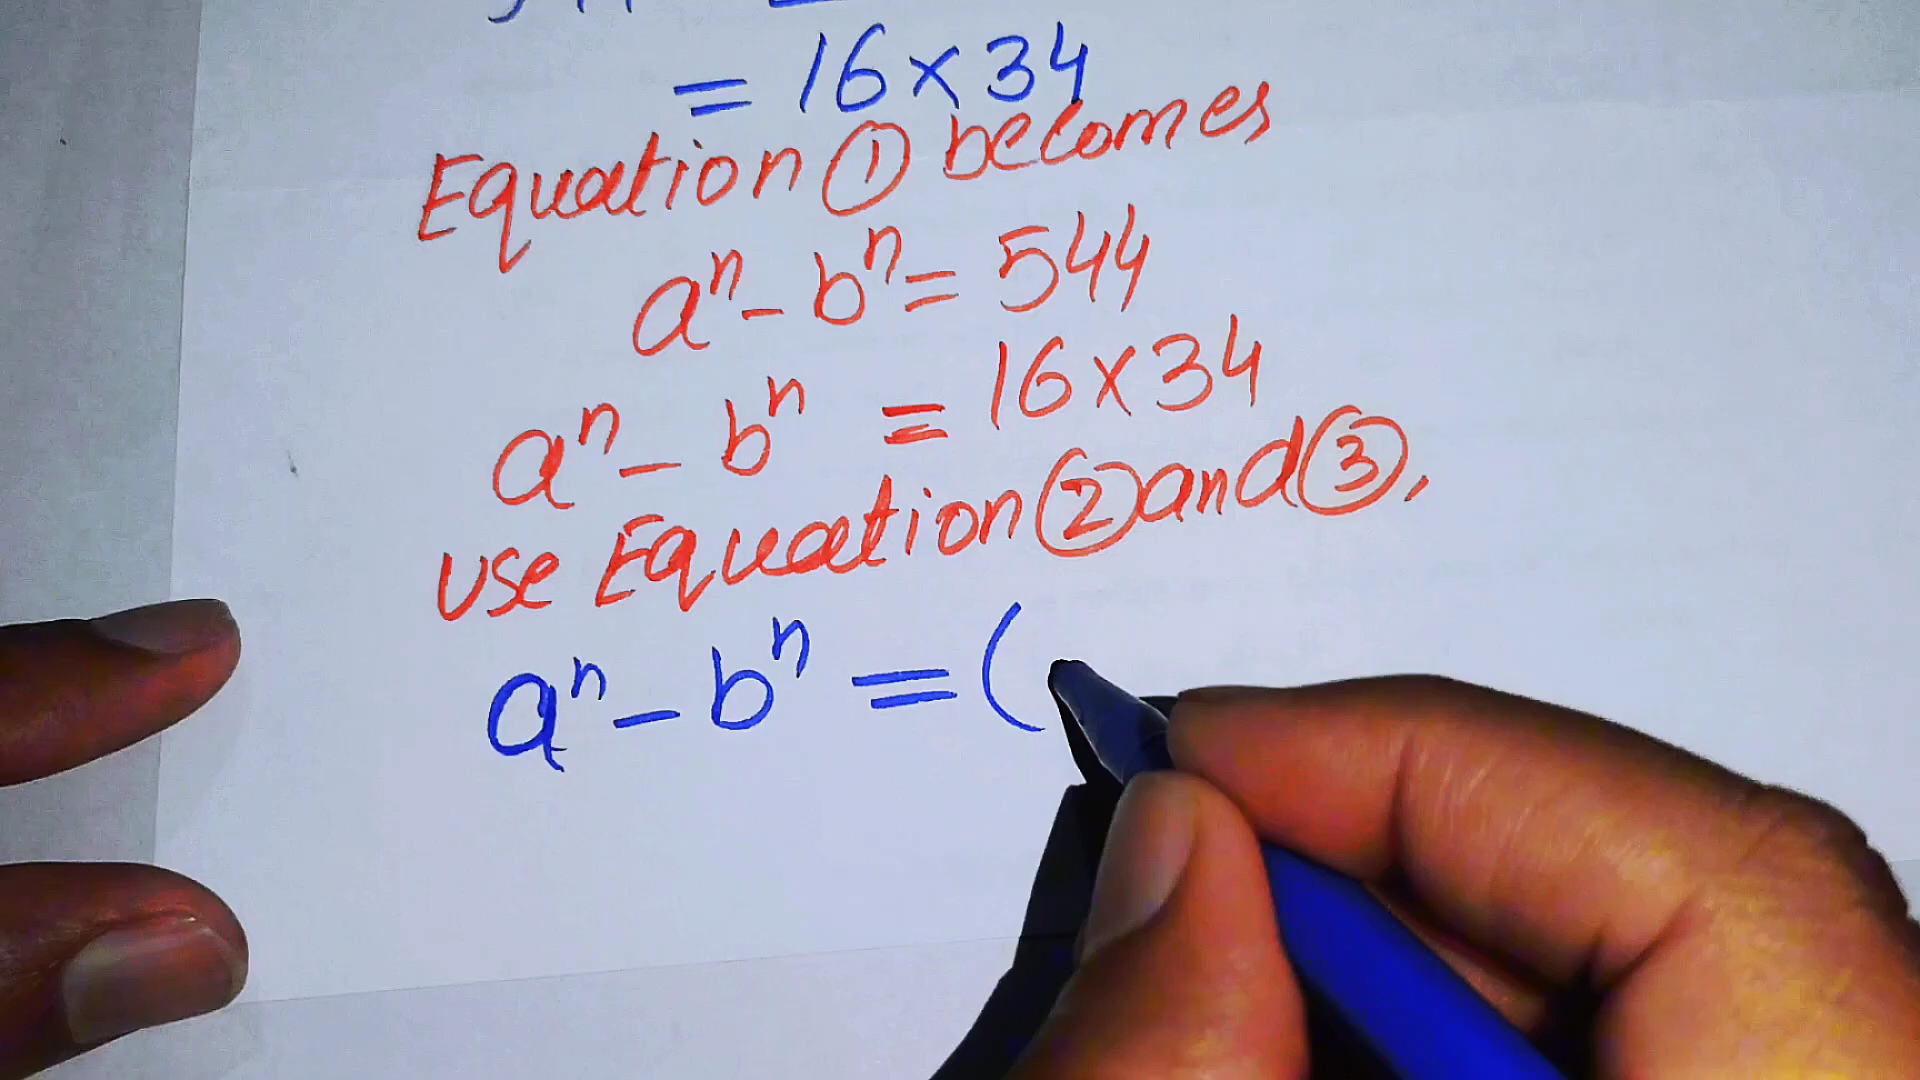 = 16 × 34
Equation ① becomes
aⁿ - bⁿ = 544
aⁿ - bⁿ = 16 × 34
use Equation ② and ③,
aⁿ - bⁿ = (